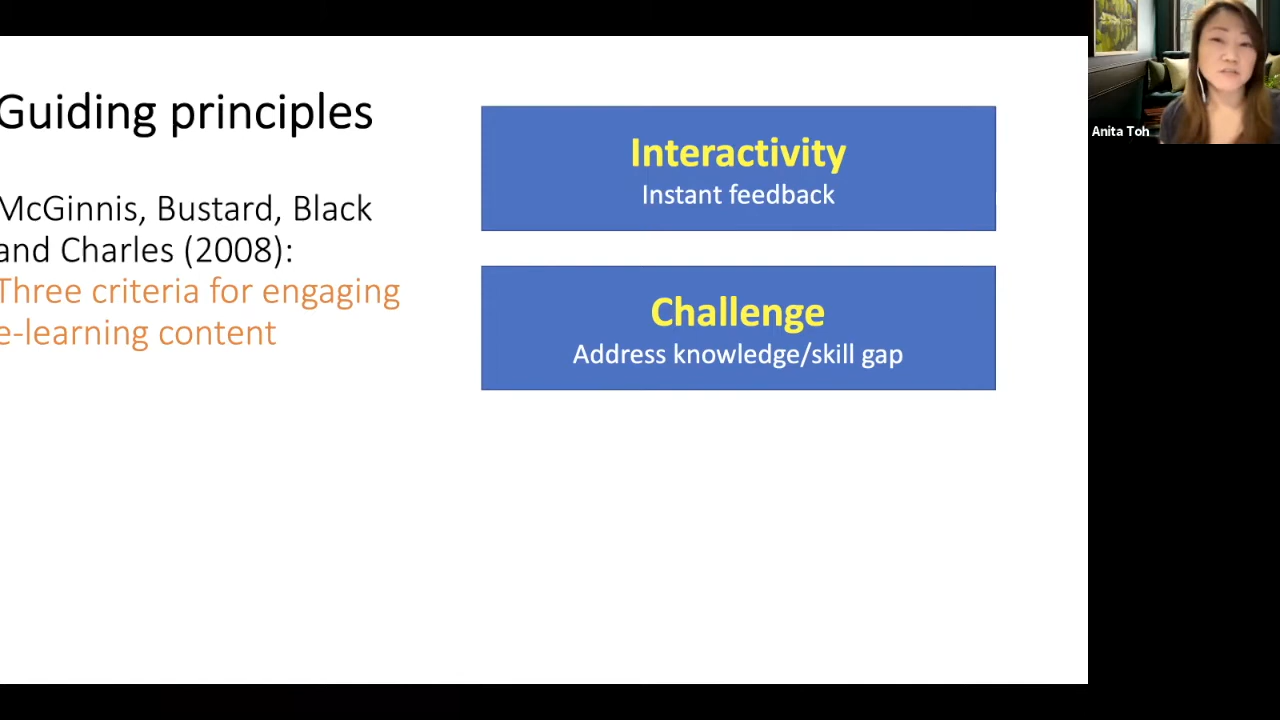 Guiding principles
McGinnis, Bustard, Black
and Charles (2008):
Three criteria for engaging
e-learning content
Interactivity
Instant feedback
Challenge
Address knowledge/skill gap
Anita Toh